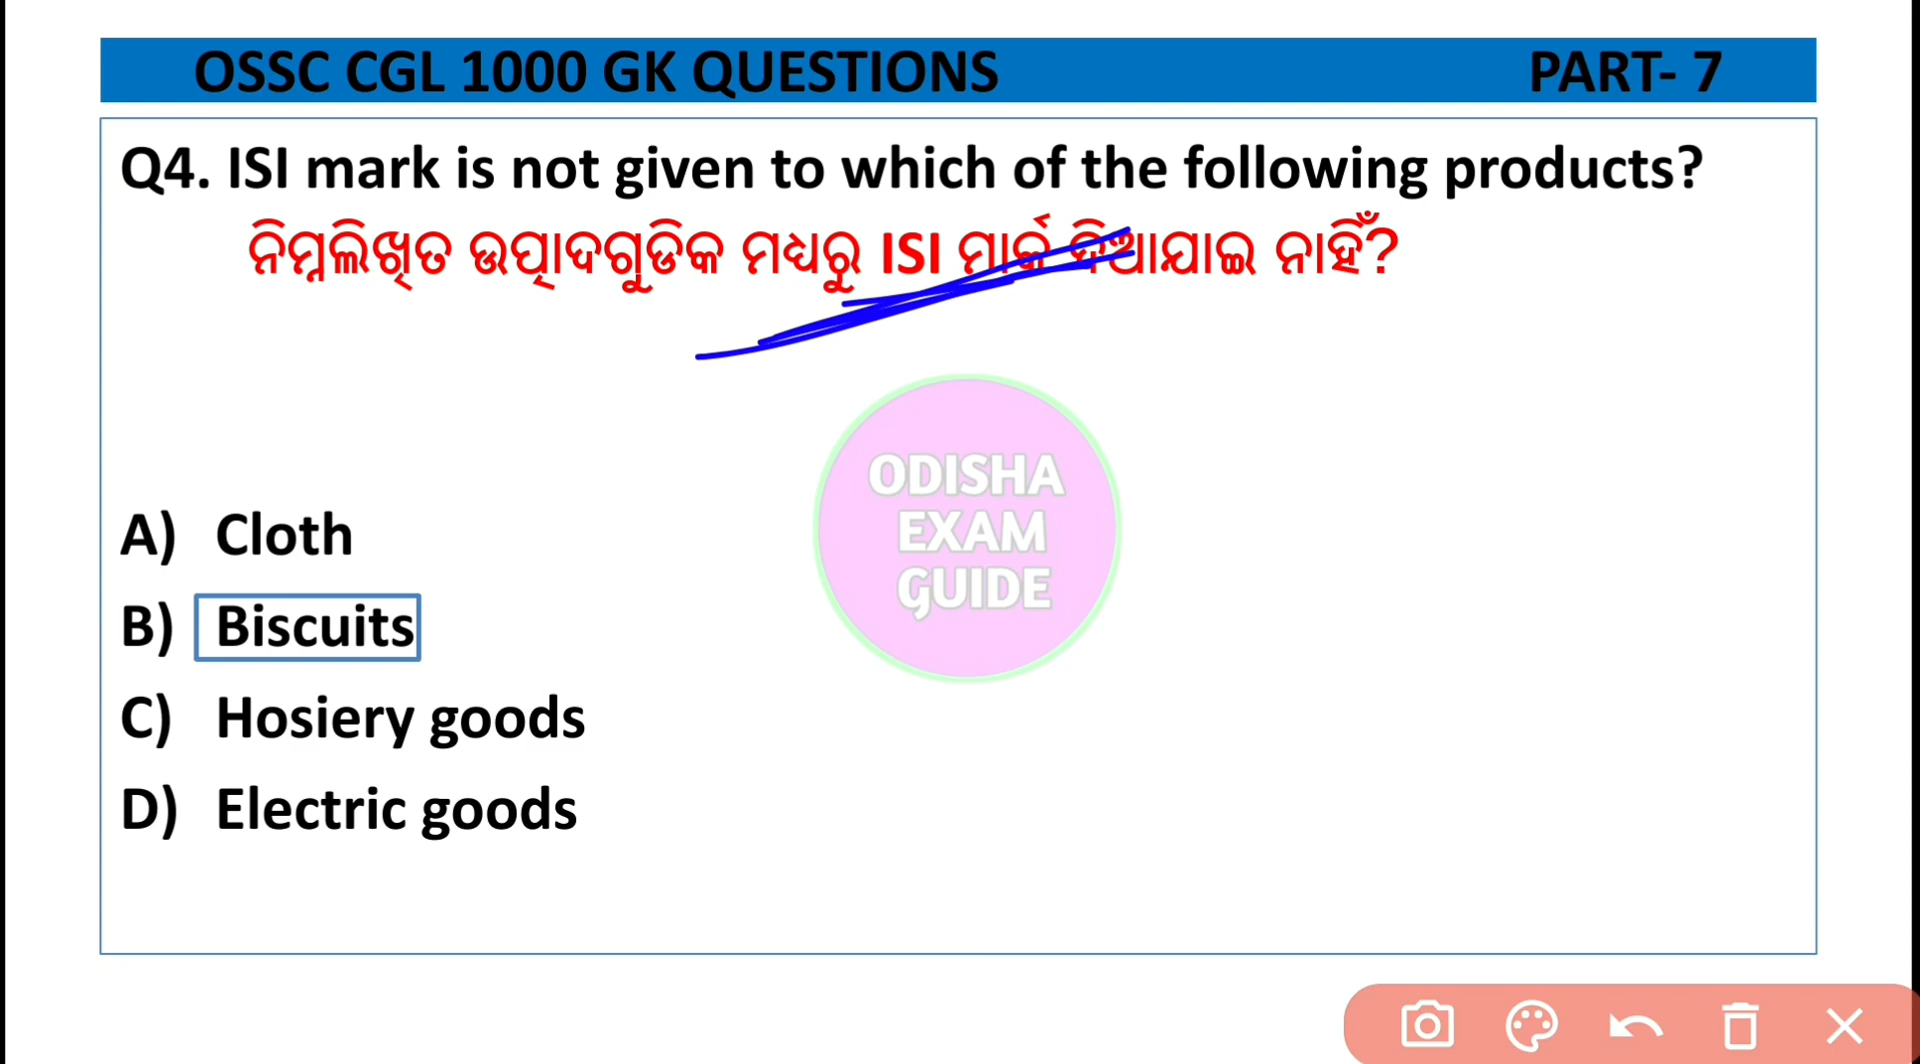 OSSC CGL 1000 GK QUESTIONS PART- 7
Q4. ISI mark is not given to which of the following products?
ନିମ୍ନଲିଖିତ ଉତ୍ପାଦଗୁଡିକ ମଧ୍ୟରୁ ISI ମାର୍କ ଦିଆଯାଇ ନାହିଁ?
ODISHA
EXAM
GUIDE
A) Cloth
B) Biscuits
C) Hosiery goods
D) Electric goods